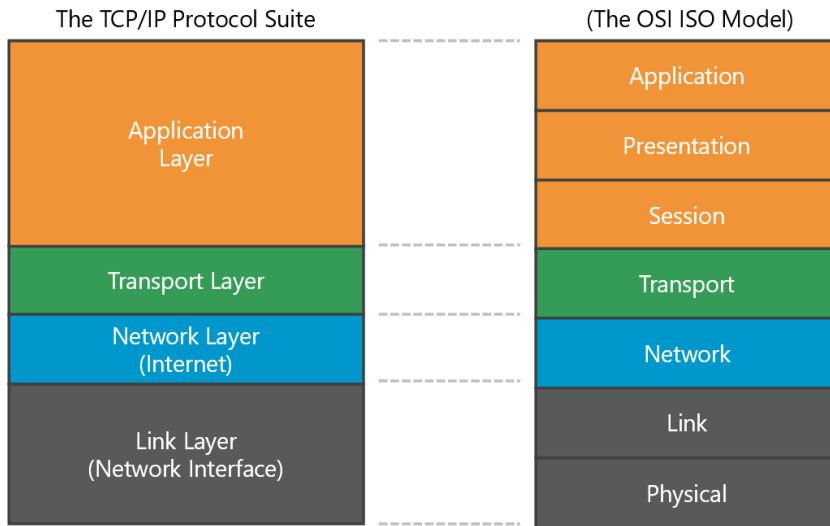 The TCP/IP Protocol Suite
Application
Layer
Transport Layer
Network Layer
(Internet)
Link Layer
(Network Interface)
(The OSI ISO Model)
Application
Presentation
Session
Transport
Network
Link
Physical